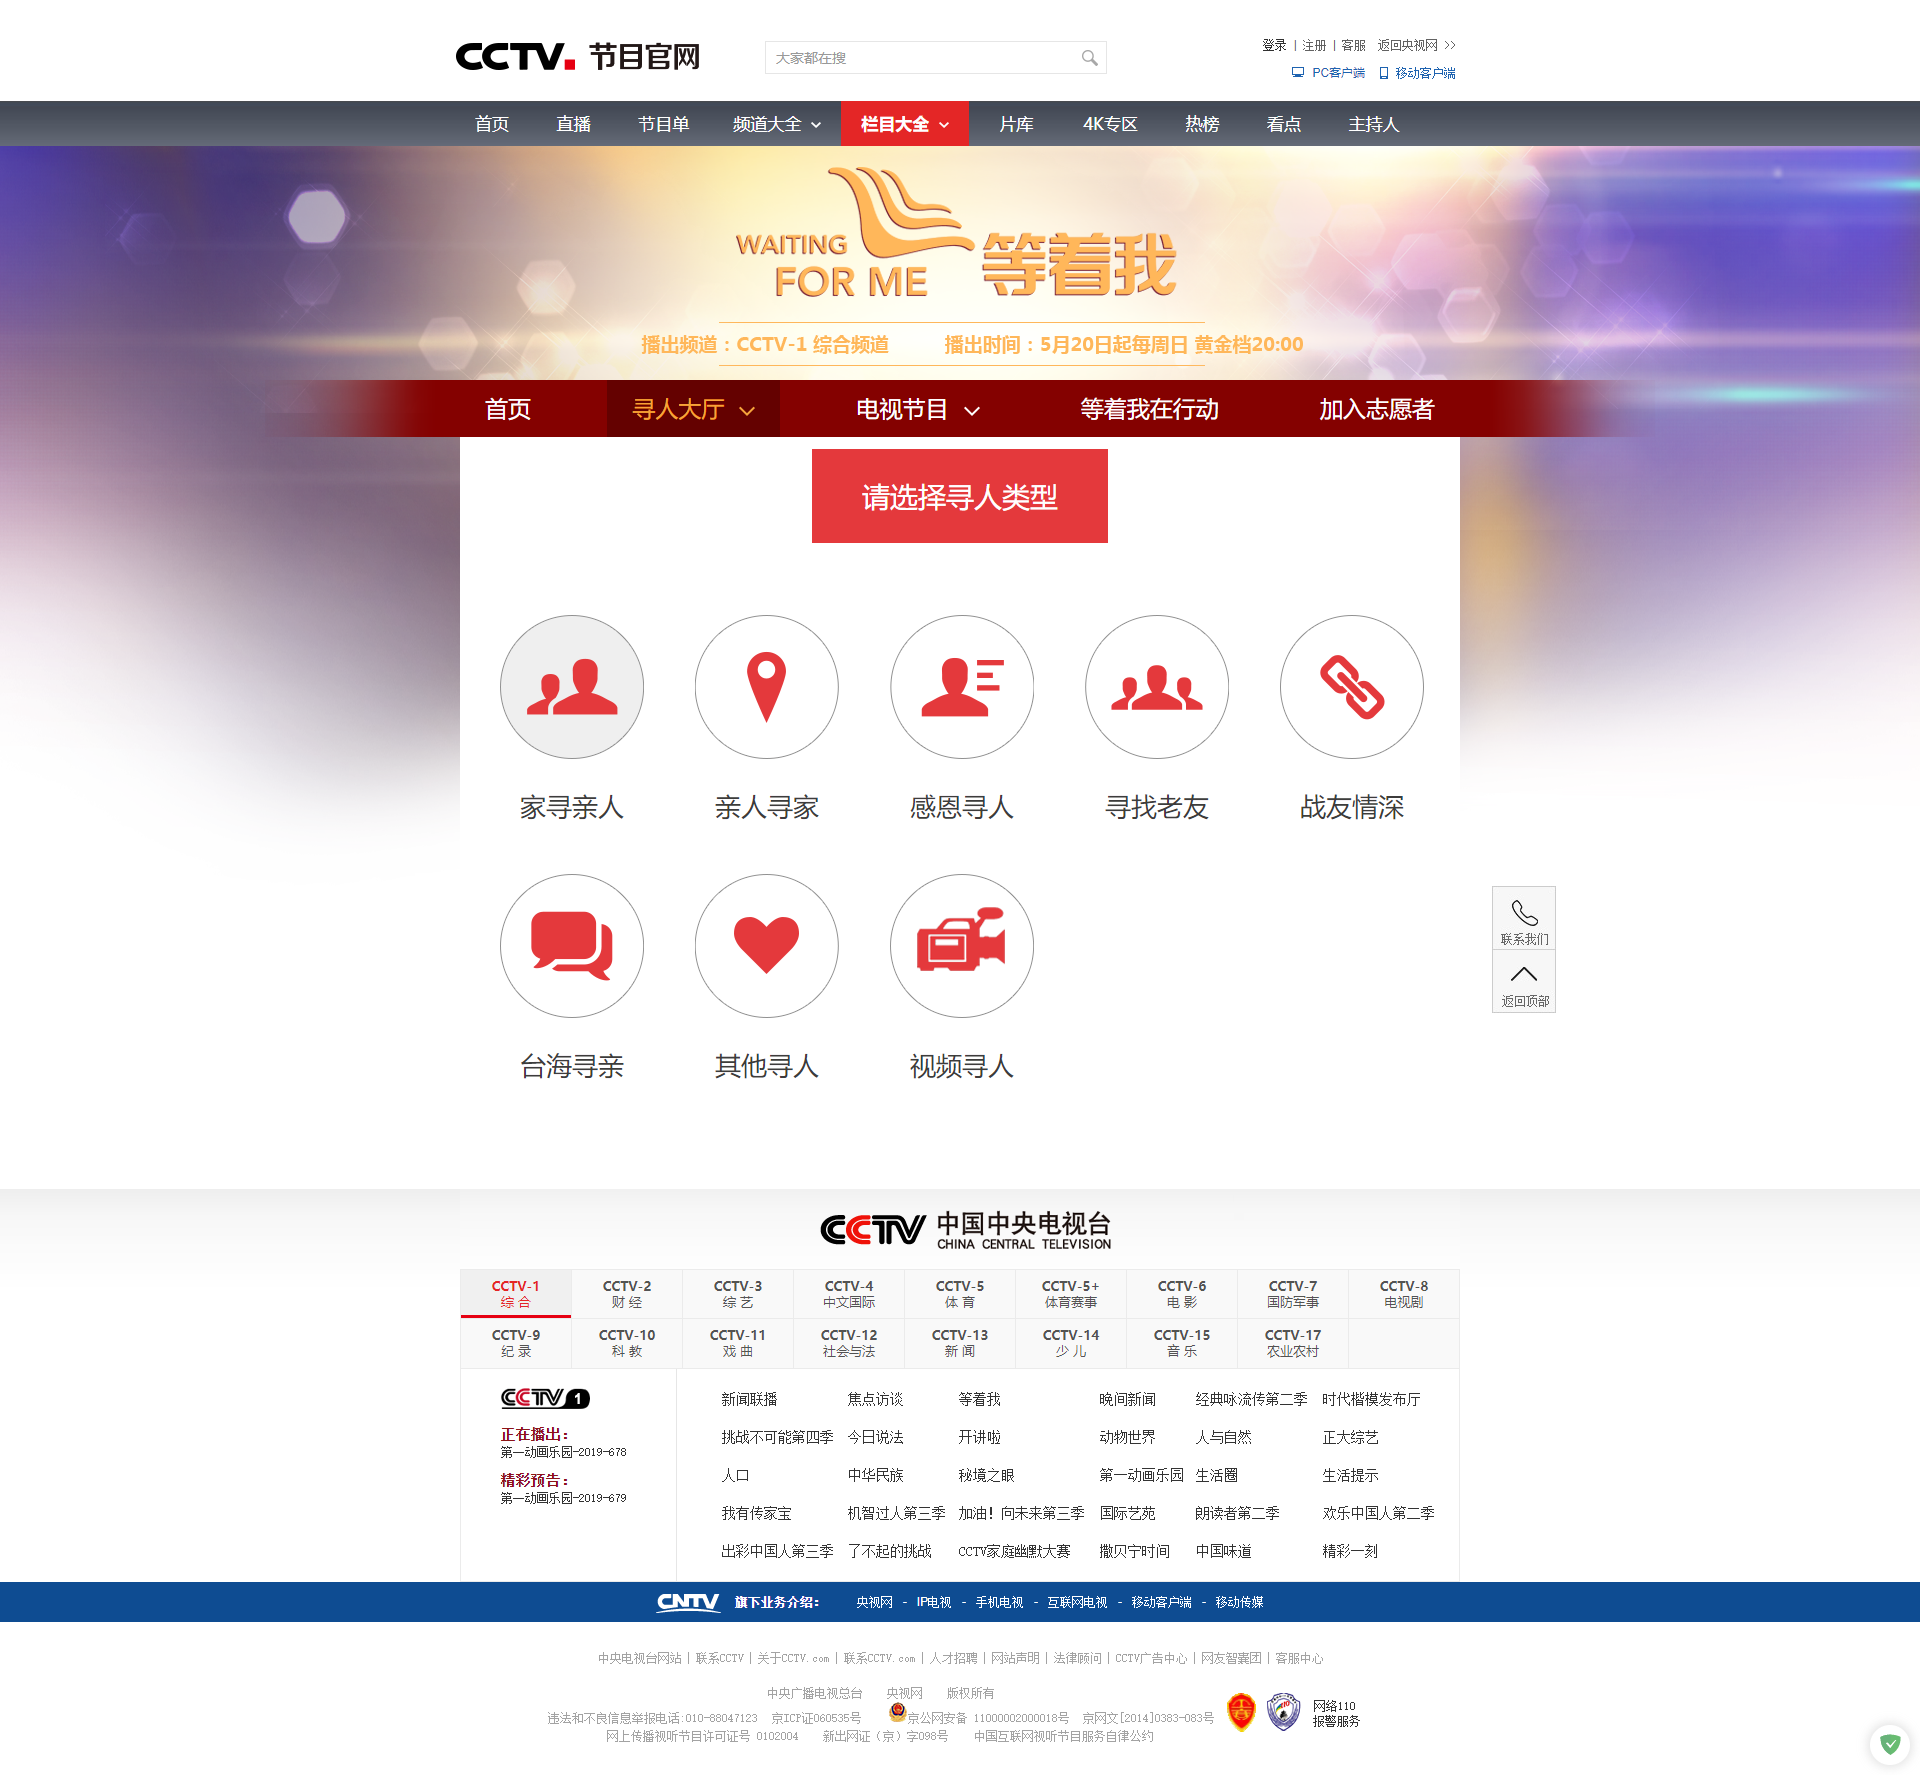 CCTV. 节目官网
大家都在搜
登录 | 注册 | 客服 返回央视网 >>
PC客户端 移动客户端
首页 直播 节目单 频道大全 栏目大全 片库 4K专区 热榜 看点 主持人
WAITING
FOR ME
等着我
播出频道：CCTV-1 综合频道 播出时间：5月20日起每周日 黄金档20:00
首页 寻人大厅 电视节目 等着我在行动 加入志愿者
请选择寻人类型
家寻亲人 亲人寻家 感恩寻人 寻找老友 战友情深
联系我们
返回顶部
台海寻亲 其他寻人 视频寻人
CCTV 中国中央电视台
CHINA CENTRAL TELEVISION
CCTV-1 CCTV-2 CCTV-3 CCTV-4 CCTV-5 CCTV-5+ CCTV-6 CCTV-7 CCTV-8
综 合 财 经 综 艺 中文国际 体 育 体育赛事 电 影 国防军事 电视剧
CCTV-9 CCTV-10 CCTV-11 CCTV-12 CCTV-13 CCTV-14 CCTV-15 CCTV-17
纪 录 科 教 戏 曲 社会与法 新 闻 少 儿 音 乐 农业农村
CCTV 1
正在播出：
第一动画乐园-2019-678
精彩预告：
第一动画乐园-2019-679
新闻联播 焦点访谈 等着我 晚间新闻 经典咏流传第二季 时代楷模发布厅
挑战不可能第四季 今日说法 开讲啦 动物世界 人与自然 正大综艺
人口 中华民族 秘境之眼 第一动画乐园 生活圈 生活提示
我有传家宝 机智过人第三季 加油！向未来第三季 国际艺苑 朗读者第二季 欢乐中国人第二季
出彩中国人第三季 了不起的挑战 CCTV家庭幽默大赛 撒贝宁时间 中国味道 精彩一刻
CNTV 旗下业务介绍： 央视网 - IP电视 - 手机电视 - 互联网电视 - 移动客户端 - 移动传媒
中央电视台网站 | 联系CCTV | 关于CCTV.com | 联系CCTV.com | 人才招聘 | 网站声明 | 法律顾问 | CCTV广告中心 | 网友智囊团 | 客服中心
中央广播电视总台 央视网 版权所有
违法和不良信息举报电话:010-88047123 京ICP证060535号 京公网安备 11000002000018号 京网文[2014]0383-083号
网上传播视听节目许可证号 0102004 新出网证（京）字098号 中国互联网视听节目服务自律公约
网络110
报警服务